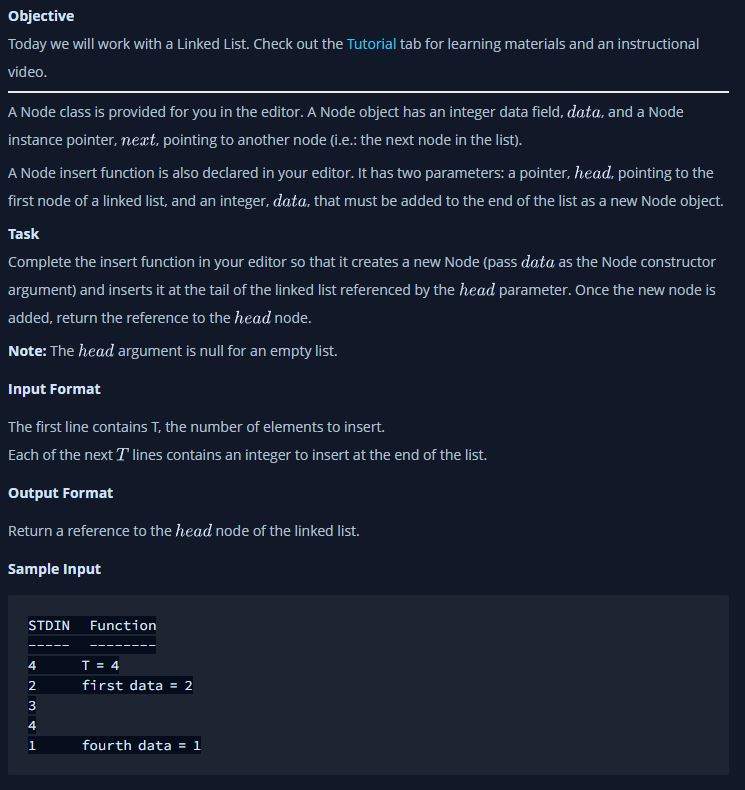 Objective
Today we will work with a Linked List. Check out the Tutorial tab for learning materials and an instructional
video.
A Node class is provided for you in the editor. A Node object has an integer data field, data, and a Node
instance pointer, next, pointing to another node (i.e.: the next node in the list).
A Node insert function is also declared in your editor. It has two parameters: a pointer, head, pointing to the
first node of a linked list, and an integer, data, that must be added to the end of the list as a new Node object.
Task
Complete the insert function in your editor so that it creates a new Node (pass data as the Node constructor
argument) and inserts it at the tail of the linked list referenced by the head parameter. Once the new node is
added, return the reference to the head node.
Note: The head argument is null for an empty list.
Input Format
The first line contains T, the number of elements to insert.
Each of the next T lines contains an integer to insert at the end of the list.
Output Format
Return a reference to the head node of the linked list.
Sample Input
STDIN Function
----- --------
4 T = 4
2 first data = 2
3
4
1 fourth data = 1